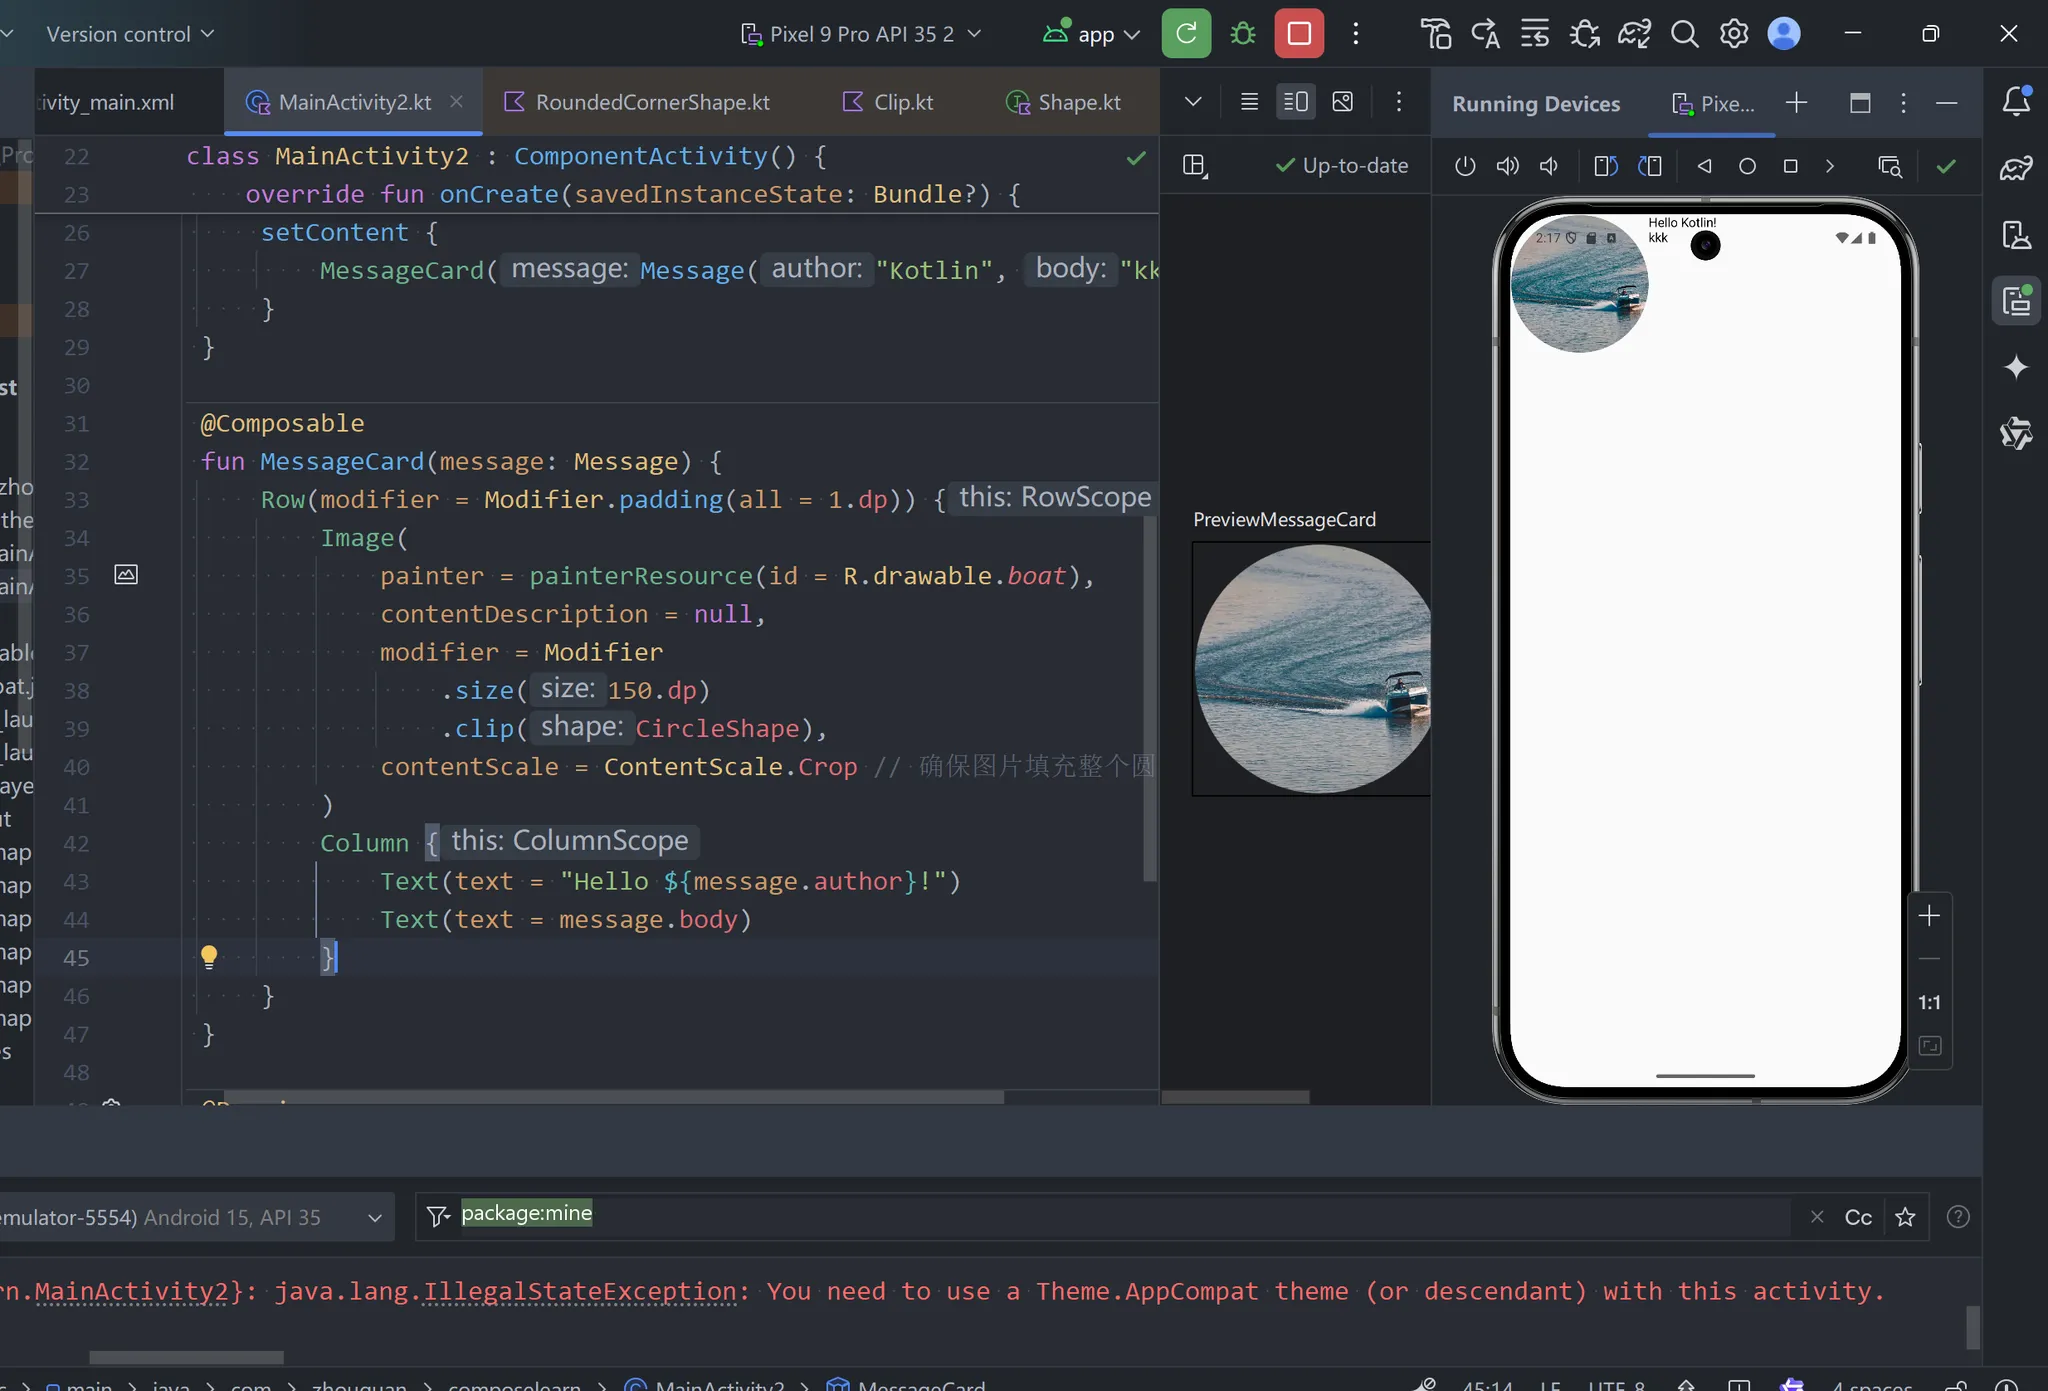 Version control
Pixel 9 Pro API 35 2
app
ivity_main.xml
MainActivity2.kt
RoundedCornerShape.kt
Clip.kt
Shape.kt
Running Devices
Pixe...
Up-to-date
22 class MainActivity2 : ComponentActivity() {
23 override fun onCreate(savedInstanceState: Bundle?) {
26 setContent {
27 MessageCard( message: Message( author: "Kotlin", body: "kk
28 }
29 }
30
31 @Composable
32 fun MessageCard(message: Message) {
33 Row(modifier = Modifier.padding(all = 1.dp)) { this: RowScope
34 Image(
35 painter = painterResource(id = R.drawable.boat),
36 contentDescription = null,
37 modifier = Modifier
38 .size( size: 150.dp)
39 .clip( shape: CircleShape),
40 contentScale = ContentScale.Crop // 确保图片填充整个圆
41 )
42 Column { this: ColumnScope
43 Text(text = "Hello ${message.author}!")
44 Text(text = message.body)
45 }
46 }
47 }
48
PreviewMessageCard
Hello Kotlin!
kkk
2:17
1:1
emulator-5554) Android 15, API 35
package:mine
Cc
rn.MainActivity2}: java.lang.IllegalStateException: You need to use a Theme.AppCompat theme (or descendant) with this activity.
main
java
com
zhouquan
composelearn
MainActivity2
MessageCard
45:14
LF
UTF-8
4 spaces